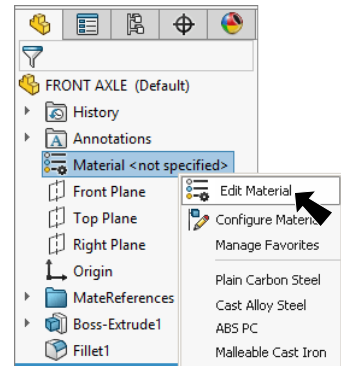 FRONT AXLE (Default)
History
Annotations
Material <not specified>
Front Plane
Edit Material
Top Plane
Configure Material
Right Plane
Manage Favorites
Origin
MateReferences
Plain Carbon Steel
Boss-Extrude1
Cast Alloy Steel
ABS PC
Fillet1
Malleable Cast Iron